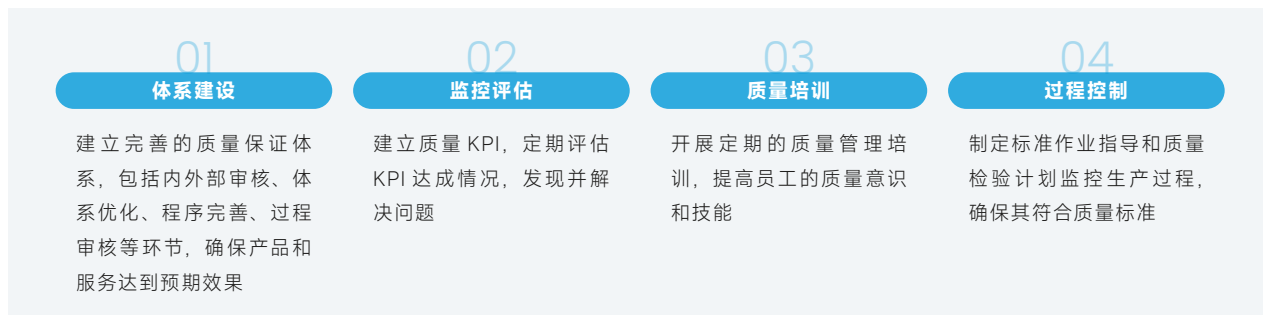 01
体系建设
建立完善的质量保证体
系，包括内外部审核、体
系优化、程序完善、过程
审核等环节，确保产品和
服务达到预期效果
02
监控评估
建立质量 KPI，定期评估
KPI 达成情况，发现并解
决问题
03
质量培训
开展定期的质量管理培
训，提高员工的质量意识
和技能
04
过程控制
制定标准作业指导和质量
检验计划监控生产过程，
确保其符合质量标准